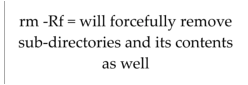 rm -Rf = will forcefully remove
sub-directories and its contents
as well